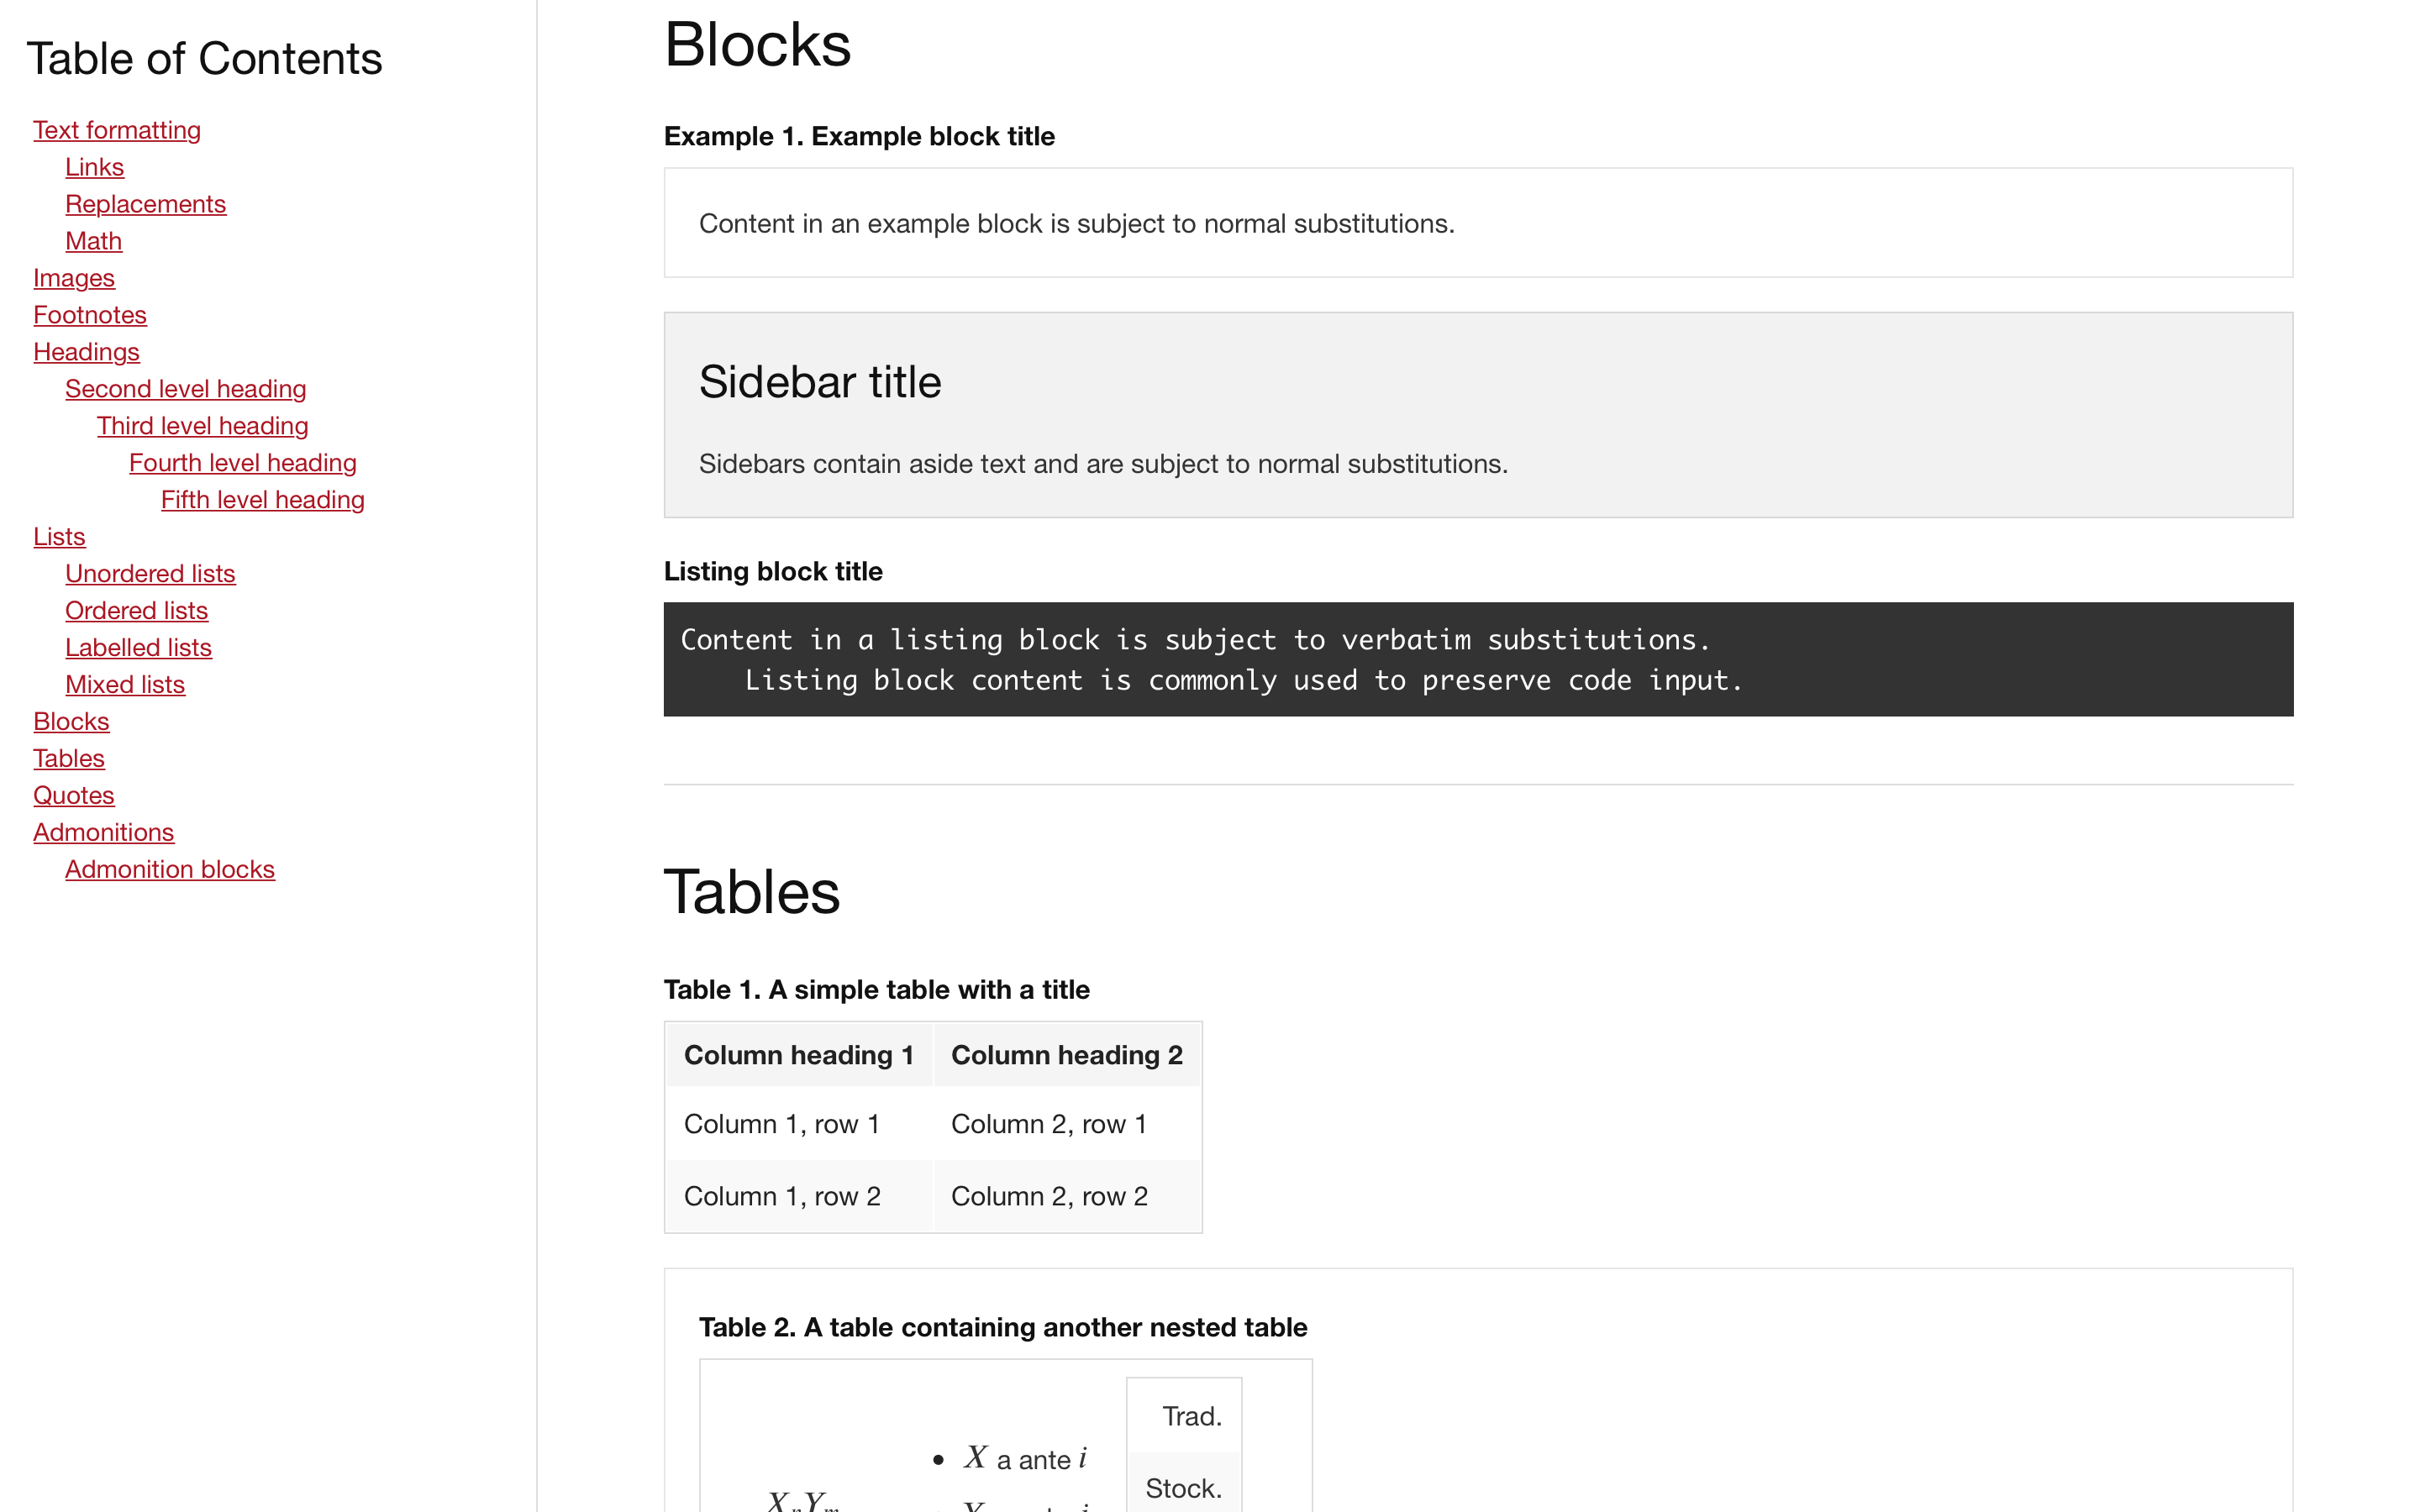 Table of Contents
Text formatting
Links
Replacements
Math
Images
Footnotes
Headings
Second level heading
Third level heading
Fourth level heading
Fifth level heading
Lists
Unordered lists
Ordered lists
Labelled lists
Mixed lists
Blocks
Tables
Quotes
Admonitions
Admonition blocks
Blocks
Example 1. Example block title
Content in an example block is subject to normal substitutions.
Sidebar title
Sidebars contain aside text and are subject to normal substitutions.
Listing block title
Content in a listing block is subject to verbatim substitutions.
Listing block content is commonly used to preserve code input.
Tables
Table 1. A simple table with a title
Column heading 1 Column heading 2
Column 1, row 1 Column 2, row 1
Column 1, row 2 Column 2, row 2
Table 2. A table containing another nested table
Trad.
• X a ante i
Stock.
XnYm